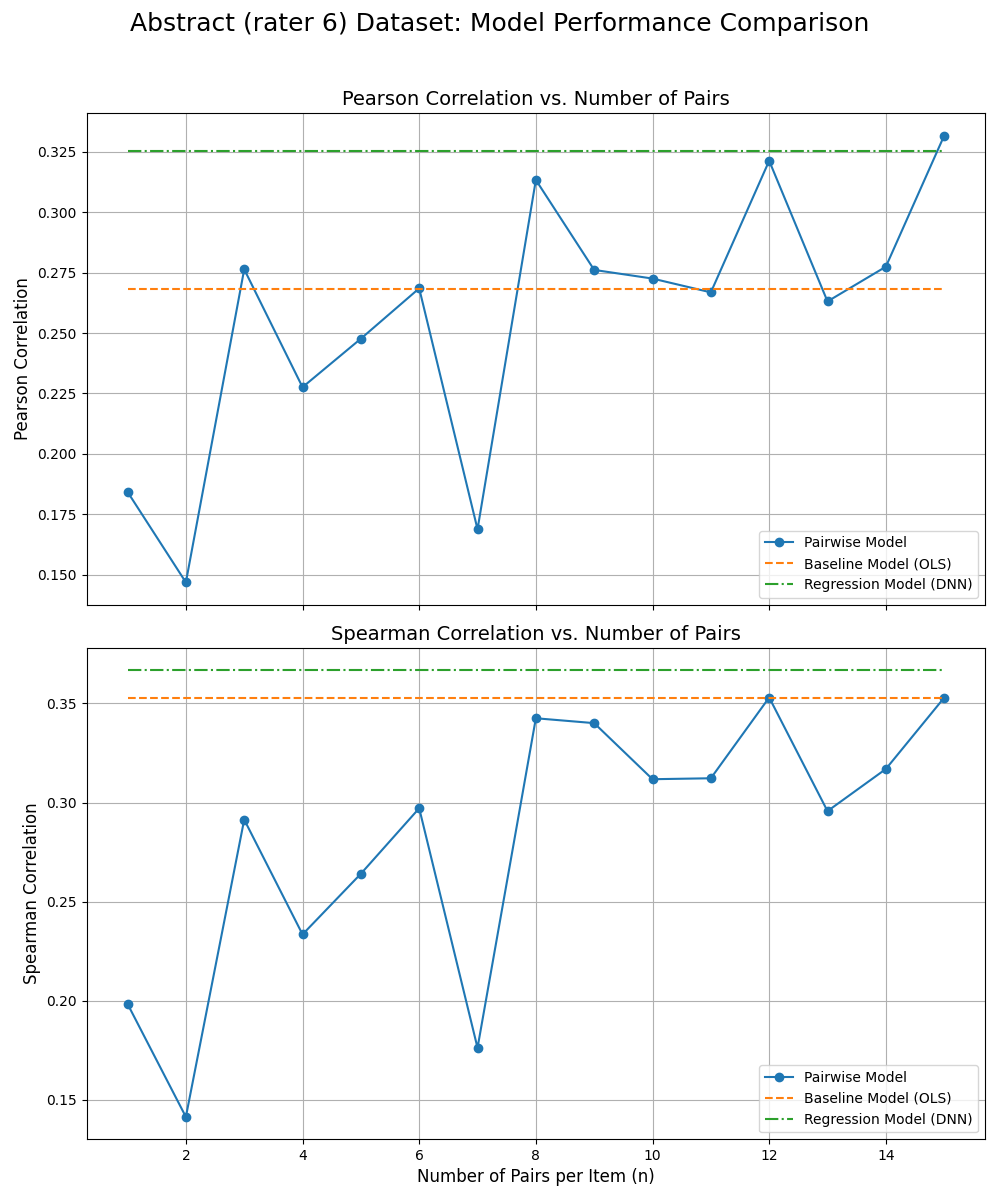 Abstract (rater 6) Dataset: Model Performance Comparison
Pearson Correlation vs. Number of Pairs
Pearson Correlation
0.325
0.300
0.275
0.250
0.225
0.200
0.175
0.150
Pairwise Model
Baseline Model (OLS)
Regression Model (DNN)
Spearman Correlation vs. Number of Pairs
Spearman Correlation
0.35
0.30
0.25
0.20
0.15
Pairwise Model
Baseline Model (OLS)
Regression Model (DNN)
2 4 6 8 10 12 14
Number of Pairs per Item (n)